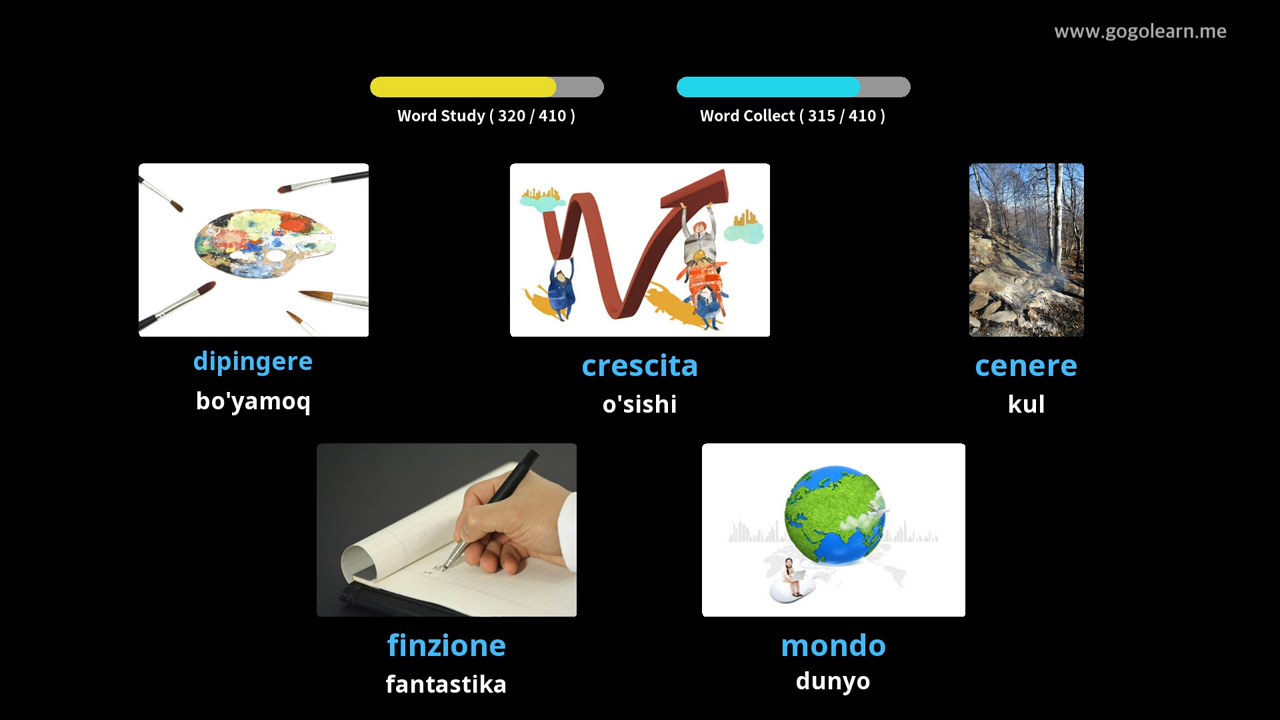 www.gogolearn.me
Word Study ( 320 / 410 )
Word Collect ( 315 / 410 )
dipingere
bo'yamoq
crescita
o'sishi
cenere
kul
finzione
fantastika
mondo
dunyo